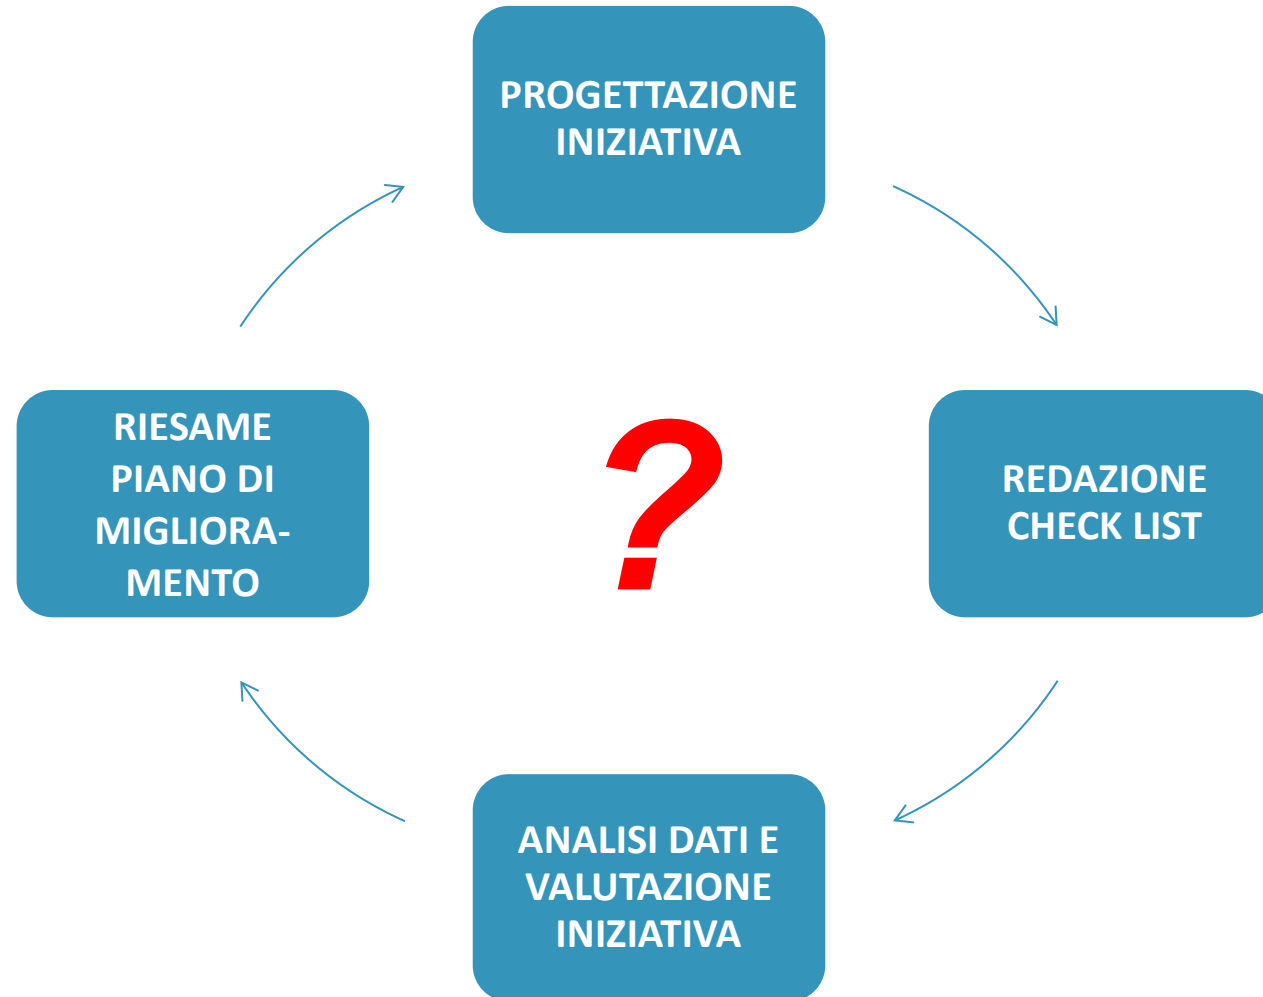 PROGETTAZIONE
INIZIATIVA
REDAZIONE
CHECK LIST
ANALISI DATI E
VALUTAZIONE
INIZIATIVA
RIESAME
PIANO DI
MIGLIORA-
MENTO
?